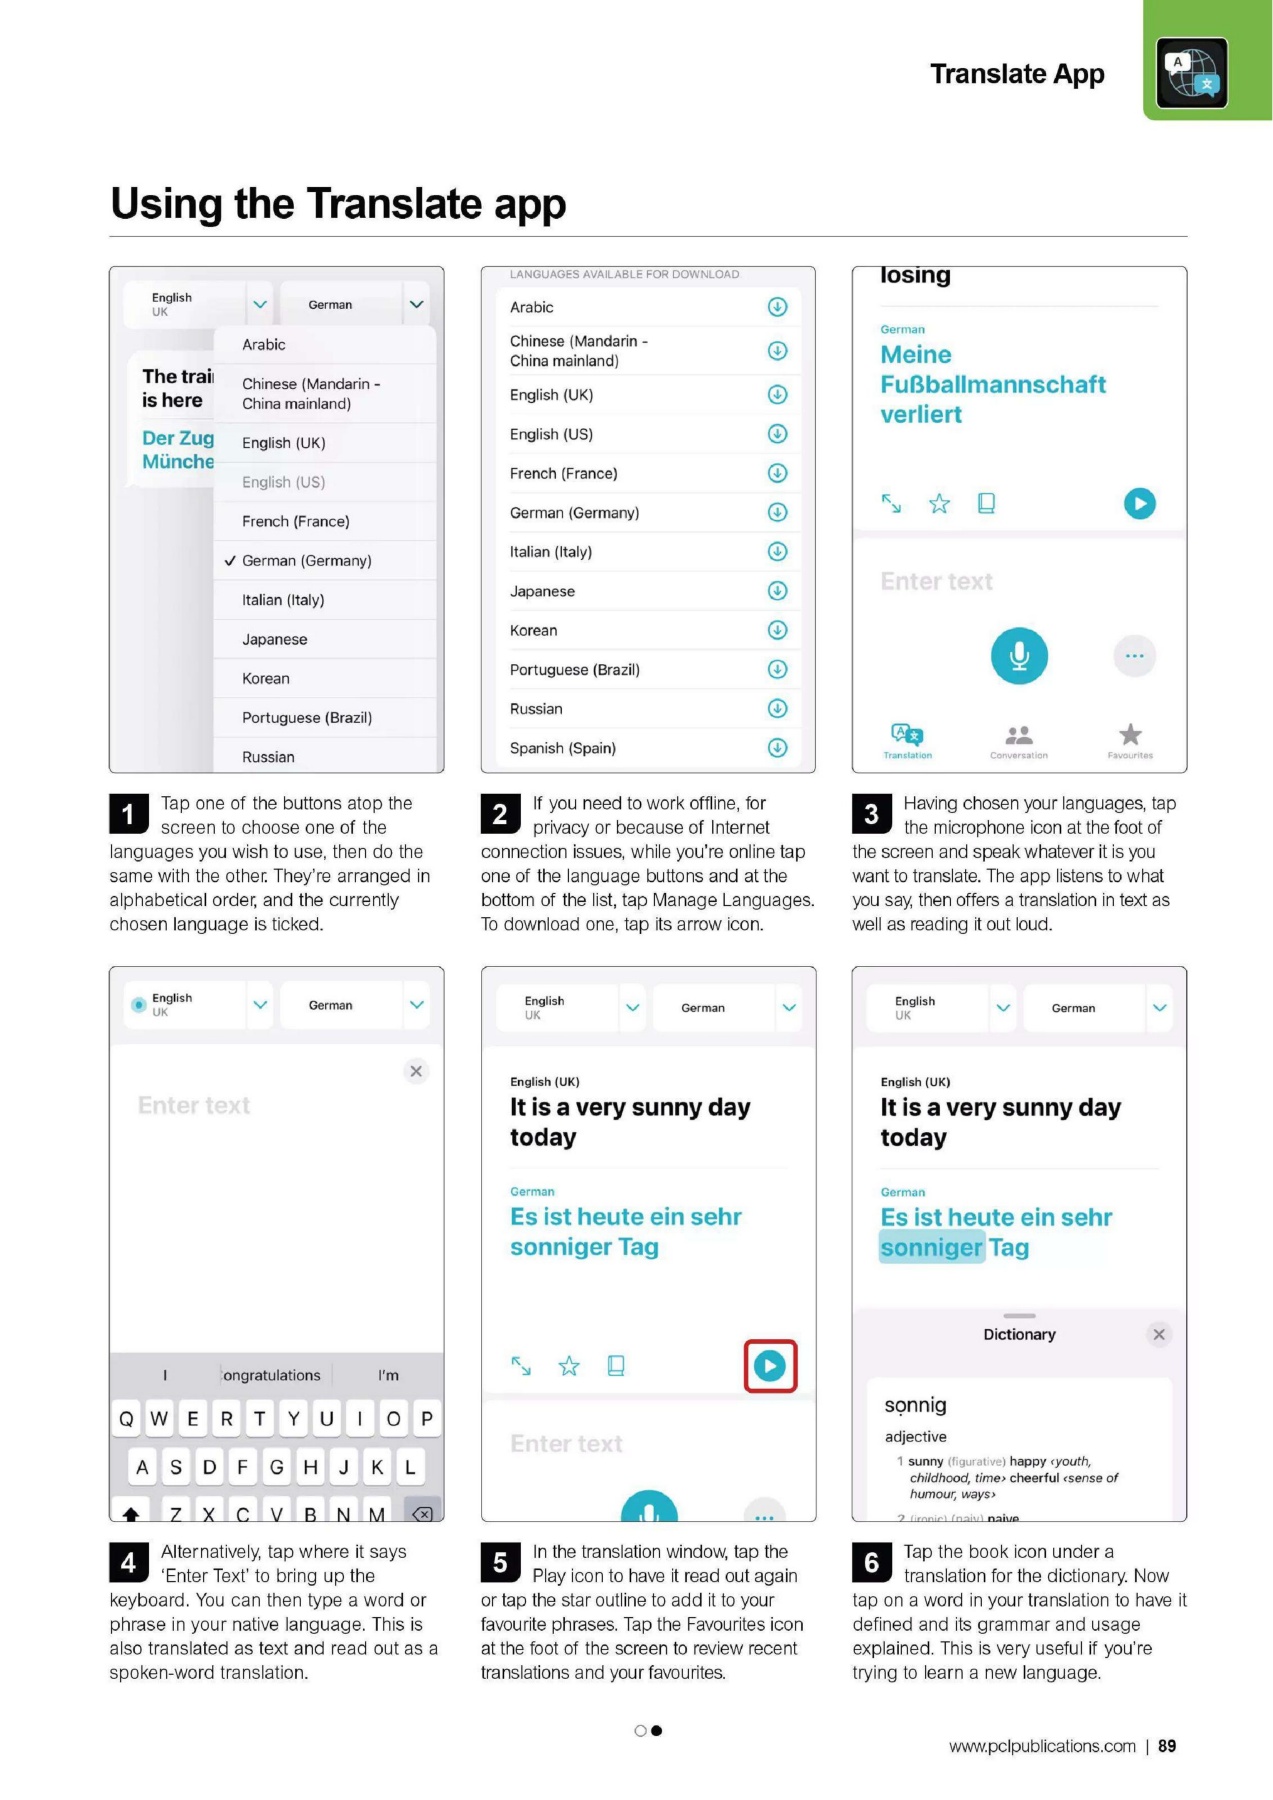 Translate App
A
文
Using the Translate app
English
UK
German
The trai
is here
Der Zug
Münche
Arabic
Chinese (Mandarin -
China mainland)
English (UK)
English (US)
French (France)
✓ German (Germany)
Italian (Italy)
Japanese
Korean
Portuguese (Brazil)
Russian
LANGUAGES AVAILABLE FOR DOWNLOAD
Arabic
Chinese (Mandarin -
China mainland)
English (UK)
English (US)
French (France)
German (Germany)
Italian (Italy)
Japanese
Korean
Portuguese (Brazil)
Russian
Spanish (Spain)
losing
German
Meine
Fußballmannschaft
verliert
Enter text
A 文
Translation
Conversation
Favourites
1 Tap one of the buttons atop the
screen to choose one of the
languages you wish to use, then do the
same with the other. They're arranged in
alphabetical order, and the currently
chosen language is ticked.
2 If you need to work offline, for
privacy or because of Internet
connection issues, while you're online tap
one of the language buttons and at the
bottom of the list, tap Manage Languages.
To download one, tap its arrow icon.
3 Having chosen your languages, tap
the microphone icon at the foot of
the screen and speak whatever it is you
want to translate. The app listens to what
you say, then offers a translation in text as
well as reading it out loud.
English
UK
German
Enter text
I ongratulations I'm
Q W E R T Y U I O P
A S D F G H J K L
Z X C V B N M
English
UK
German
English (UK)
It is a very sunny day
today
German
Es ist heute ein sehr
sonniger Tag
Enter text
English
UK
German
English (UK)
It is a very sunny day
today
German
Es ist heute ein sehr
sonniger Tag
Dictionary
sọnnig
adjective
1 sunny (figurative) happy ‹youth,
childhood, time› cheerful ‹sense of
humour, ways›
2 (ironic) (naiv) naive
4 Alternatively, tap where it says
'Enter Text' to bring up the
keyboard. You can then type a word or
phrase in your native language. This is
also translated as text and read out as a
spoken-word translation.
5 In the translation window, tap the
Play icon to have it read out again
or tap the star outline to add it to your
favourite phrases. Tap the Favourites icon
at the foot of the screen to review recent
translations and your favourites.
6 Tap the book icon under a
translation for the dictionary. Now
tap on a word in your translation to have it
defined and its grammar and usage
explained. This is very useful if you're
trying to learn a new language.
www.pclpublications.com | 89